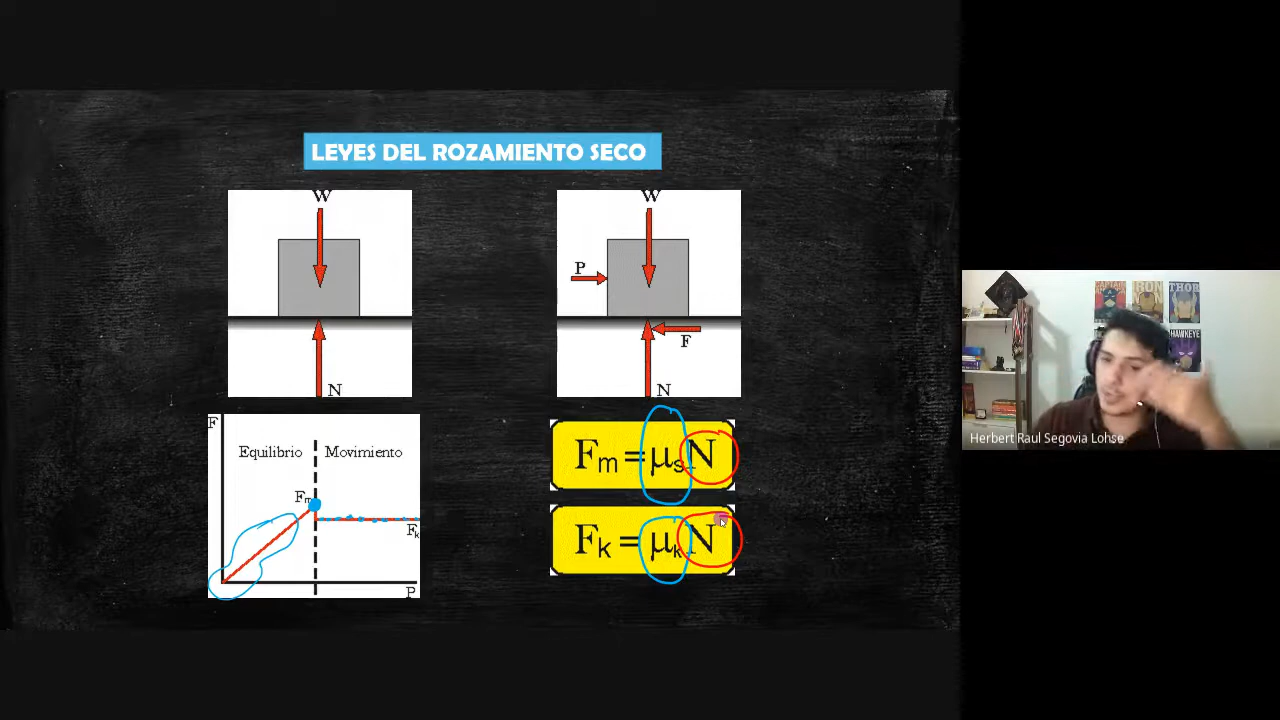 LEYES DEL ROZAMIENTO SECO
W
N
W
P
F
N
F
Equilibrio
Movimiento
Fm
Fk
P
Fm=μsN
Fk=μkN
CAPTAIN
IRON
THOR
HAWKEYE
Herbert Raul Segovia Lohse